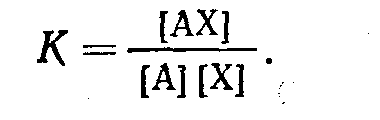 K = [AX] / [A] [X] .